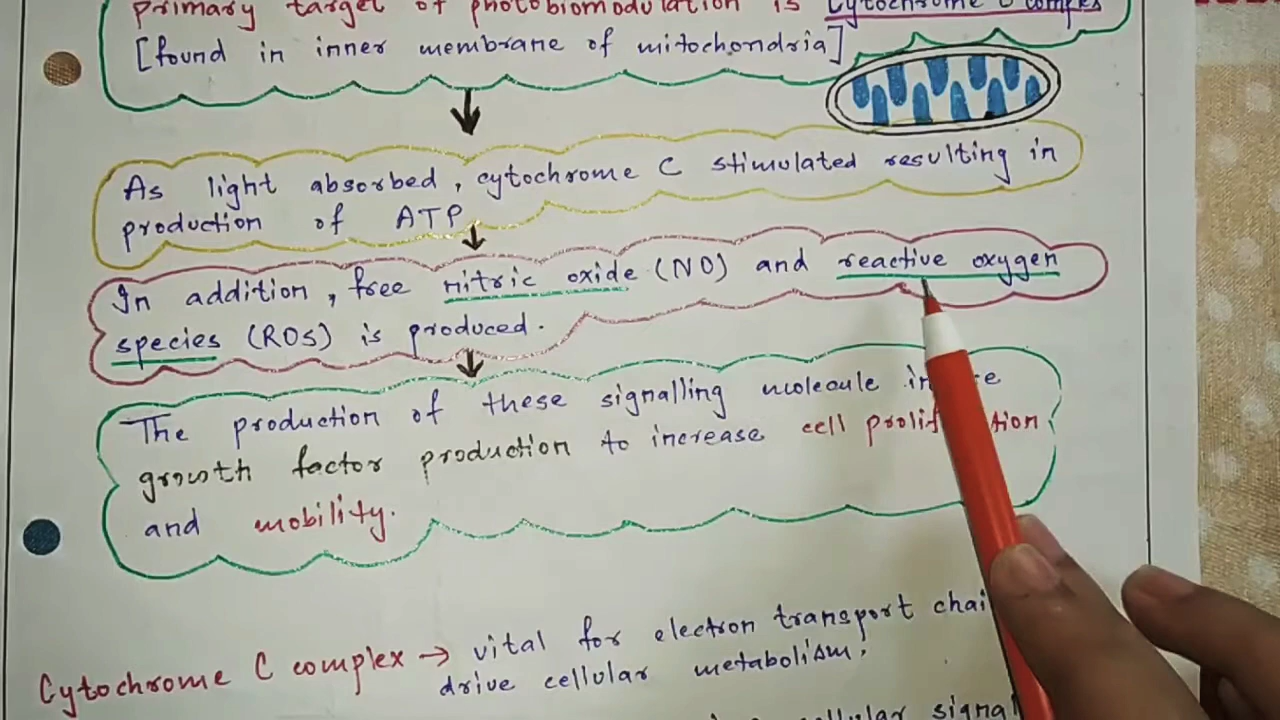 primary target of photobiomodulation is Cytochrome C complex
[found in inner membrane of mitochondria]
As light absorbed, cytochrome C stimulated resulting in
production of ATP
In addition, free nitric oxide (NO) and reactive oxygen
species (ROS) is produced.
The production of these signalling molecule
growth factor production to increase cell
and mobility.
Cytochrome C complex → vital for electron transport
drive cellular metabolism.
cellular